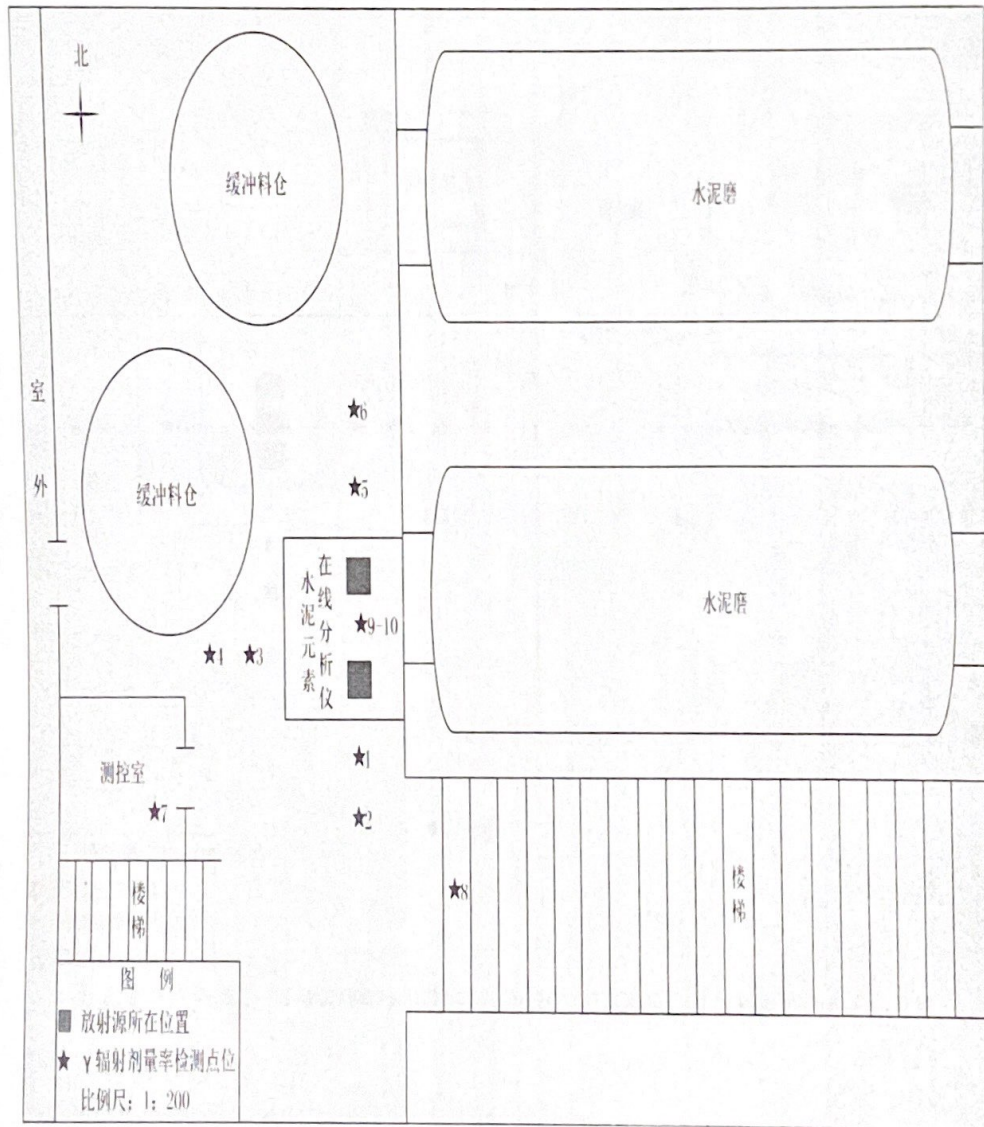 北
缓冲料仓
水泥磨
室外
★6
缓冲料仓
★5
水泥元素
在线分析仪
★9-10
水泥磨
★4
★3
★1
测控室
★7
★2
★8
楼梯
楼梯
图 例
放射源所在位置
★ γ辐射剂量率检测点位
比例尺：1：200